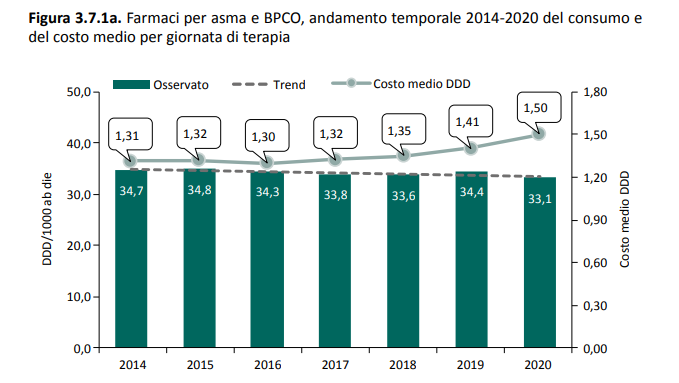 Figura 3.7.1a. Farmaci per asma e BPCO, andamento temporale 2014-2020 del consumo e
del costo medio per giornata di terapia
Osservato Trend Costo medio DDD
50,0
40,0
30,0
20,0
10,0
0,0
DDD/1000 ab die
1,31 1,32 1,30 1,32 1,35 1,41 1,50
34,7 34,8 34,3 33,8 33,6 34,4 33,1
1,80
1,50
1,20
0,90
0,60
0,30
0,00
Costo medio DDD
2014 2015 2016 2017 2018 2019 2020